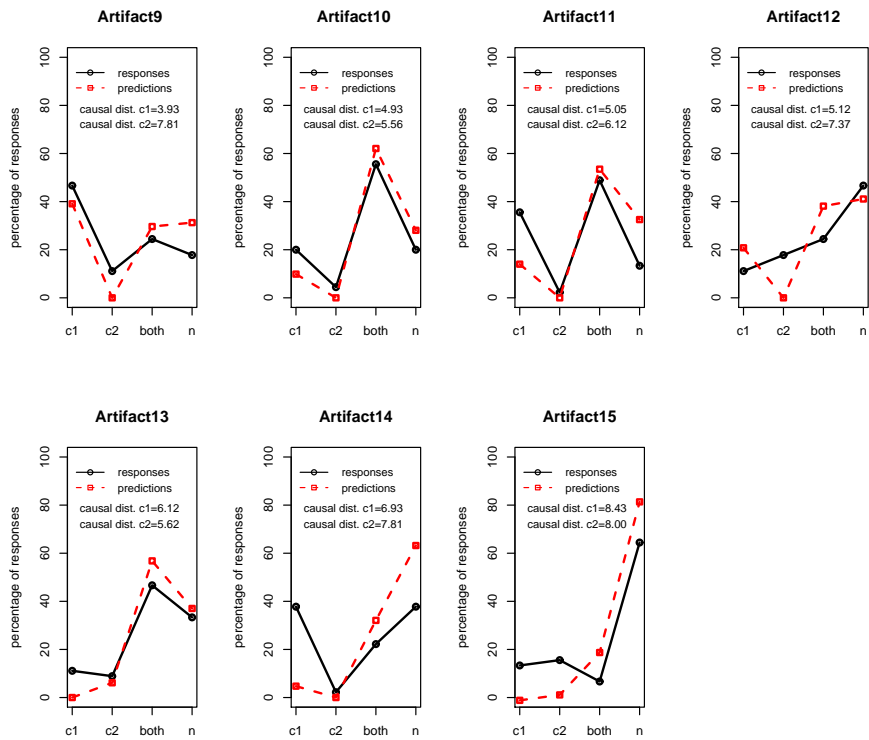 Artifact9
percentage of responses
100
80
60
40
20
0
responses
predictions
causal dist. c1=3.93
causal dist. c2=7.81
c1 c2 both n
Artifact10
percentage of responses
100
80
60
40
20
0
responses
predictions
causal dist. c1=4.93
causal dist. c2=5.56
c1 c2 both n
Artifact11
percentage of responses
100
80
60
40
20
0
responses
predictions
causal dist. c1=5.05
causal dist. c2=6.12
c1 c2 both n
Artifact12
percentage of responses
100
80
60
40
20
0
responses
predictions
causal dist. c1=5.12
causal dist. c2=7.37
c1 c2 both n
Artifact13
percentage of responses
100
80
60
40
20
0
responses
predictions
causal dist. c1=6.12
causal dist. c2=5.62
c1 c2 both n
Artifact14
percentage of responses
100
80
60
40
20
0
responses
predictions
causal dist. c1=6.93
causal dist. c2=7.81
c1 c2 both n
Artifact15
percentage of responses
100
80
60
40
20
0
responses
predictions
causal dist. c1=8.43
causal dist. c2=8.00
c1 c2 both n